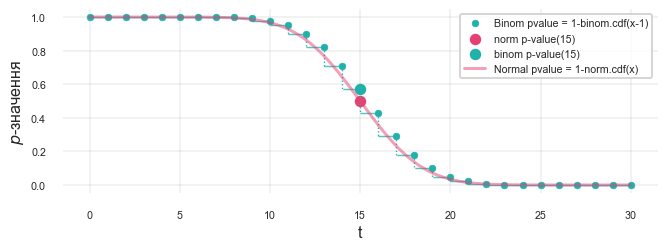 1.0
0.8
0.6
0.4
0.2
0.0
p-значення
Binom pvalue = 1-binom.cdf(x-1)
norm p-value(15)
binom p-value(15)
Normal pvalue = 1-norm.cdf(x)
0 5 10 15 20 25 30
t